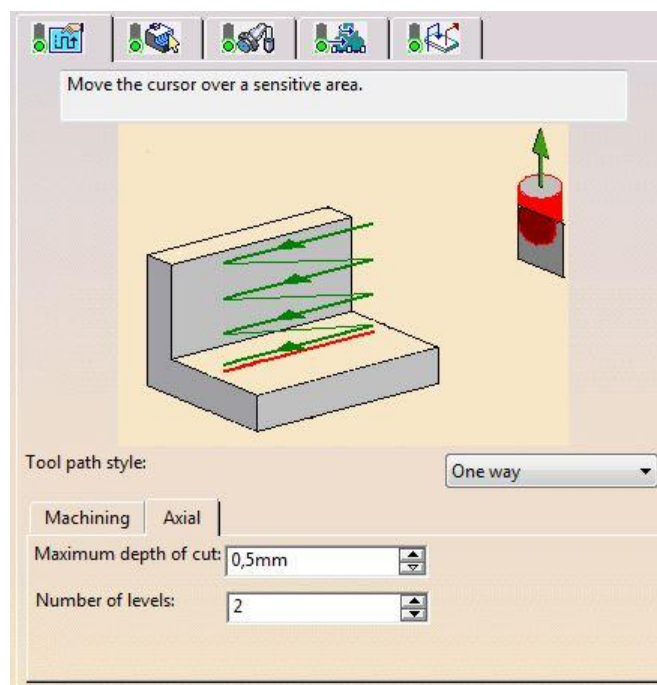 Move the cursor over a sensitive area.
Tool path style:
One way
Machining Axial
Maximum depth of cut: 0,5mm
Number of levels: 2